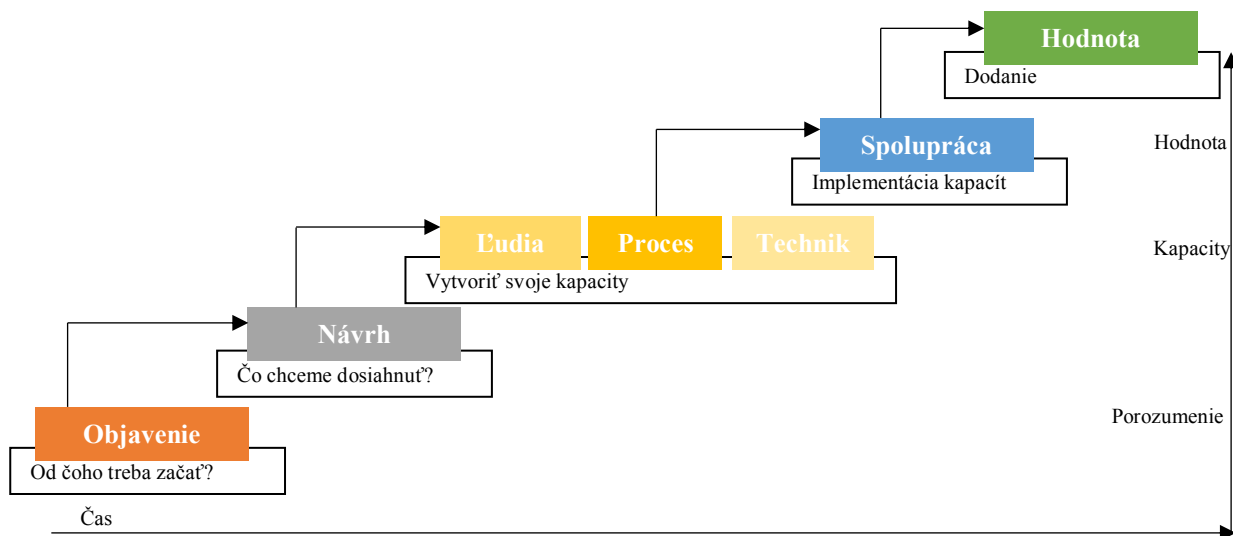 Hodnota
Dodanie
Spolupráca
Hodnota
Implementácia kapacít
Ľudia
Proces
Technik
Kapacity
Vytvoriť svoje kapacity
Návrh
Čo chceme dosiahnuť?
Objavenie
Porozumenie
Od čoho treba začať?
Čas